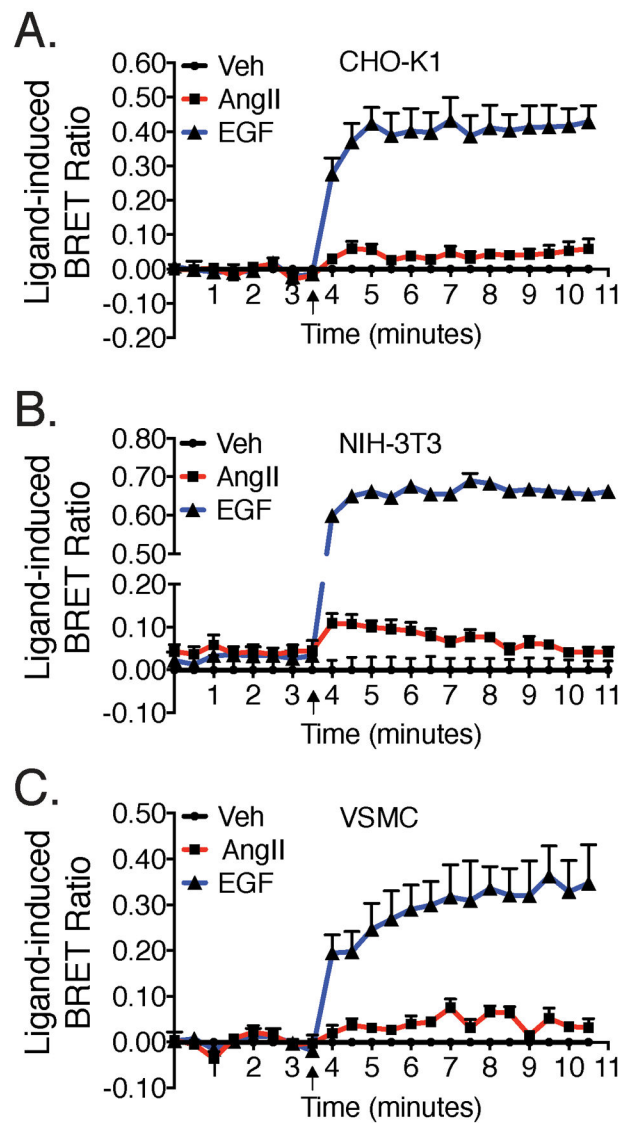 A.
CHO-K1
Veh
AngII
EGF
Ligand-induced
BRET Ratio
0.60
0.50
0.40
0.30
0.20
0.10
0.00
-0.10
-0.20
1 2 3 4 5 6 7 8 9 10 11
Time (minutes)
B.
NIH-3T3
Veh
AngII
EGF
Ligand-induced
BRET Ratio
0.80
0.70
0.60
0.50
0.20
0.10
0.00
-0.10
1 2 3 4 5 6 7 8 9 10 11
Time (minutes)
C.
VSMC
Veh
AngII
EGF
Ligand-induced
BRET Ratio
0.50
0.40
0.30
0.20
0.10
0.00
-0.10
1 2 3 4 5 6 7 8 9 10 11
Time (minutes)